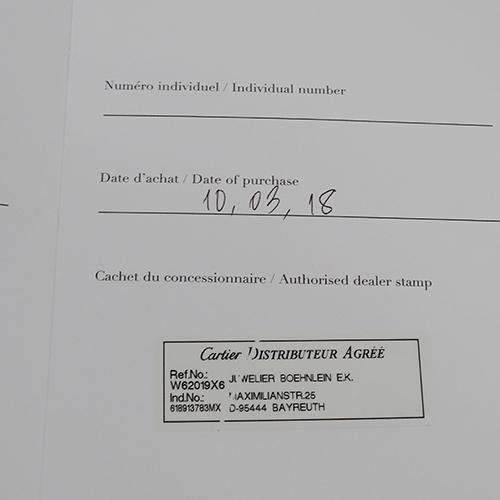 Numéro individuel / Individual number
Date d'achat / Date of purchase
10, 03, 18
Cachet du concessionnaire / Authorised dealer stamp
Cartier DISTRIBUTEUR AGRÉÉ
Ref.No.: JUWELIER BOEHNLEIN E.K.
W62019X6
Ind.No.: MAXIMILIANSTR.25
618913783MX D-95444 BAYREUTH